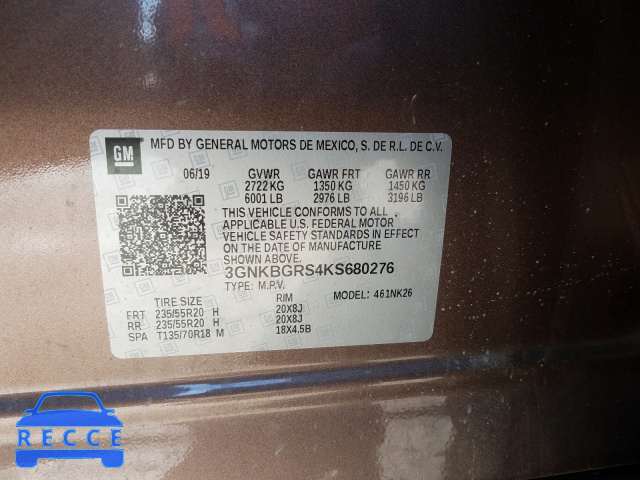 GM
MFD BY GENERAL MOTORS DE MEXICO, S. DE R.L. DE C.V.
06/19 GVWR GAWR FRT GAWR RR
2722 KG 1350 KG 1450 KG
6001 LB 2976 LB 3196 LB
THIS VEHICLE CONFORMS TO ALL
APPLICABLE U.S. FEDERAL MOTOR
VEHICLE SAFETY STANDARDS IN EFFECT
ON THE DATE OF MANUFACTURE
SHOWN ABOVE.
3GNKBGRS4KS680276
TYPE: M.P.V. MODEL: 461NK26
TIRE SIZE RIM
FRT 235/55R20 H 20X8J
RR 235/55R20 H 20X8J
SPA T135/70R18 M 18X4.5B
RECCE